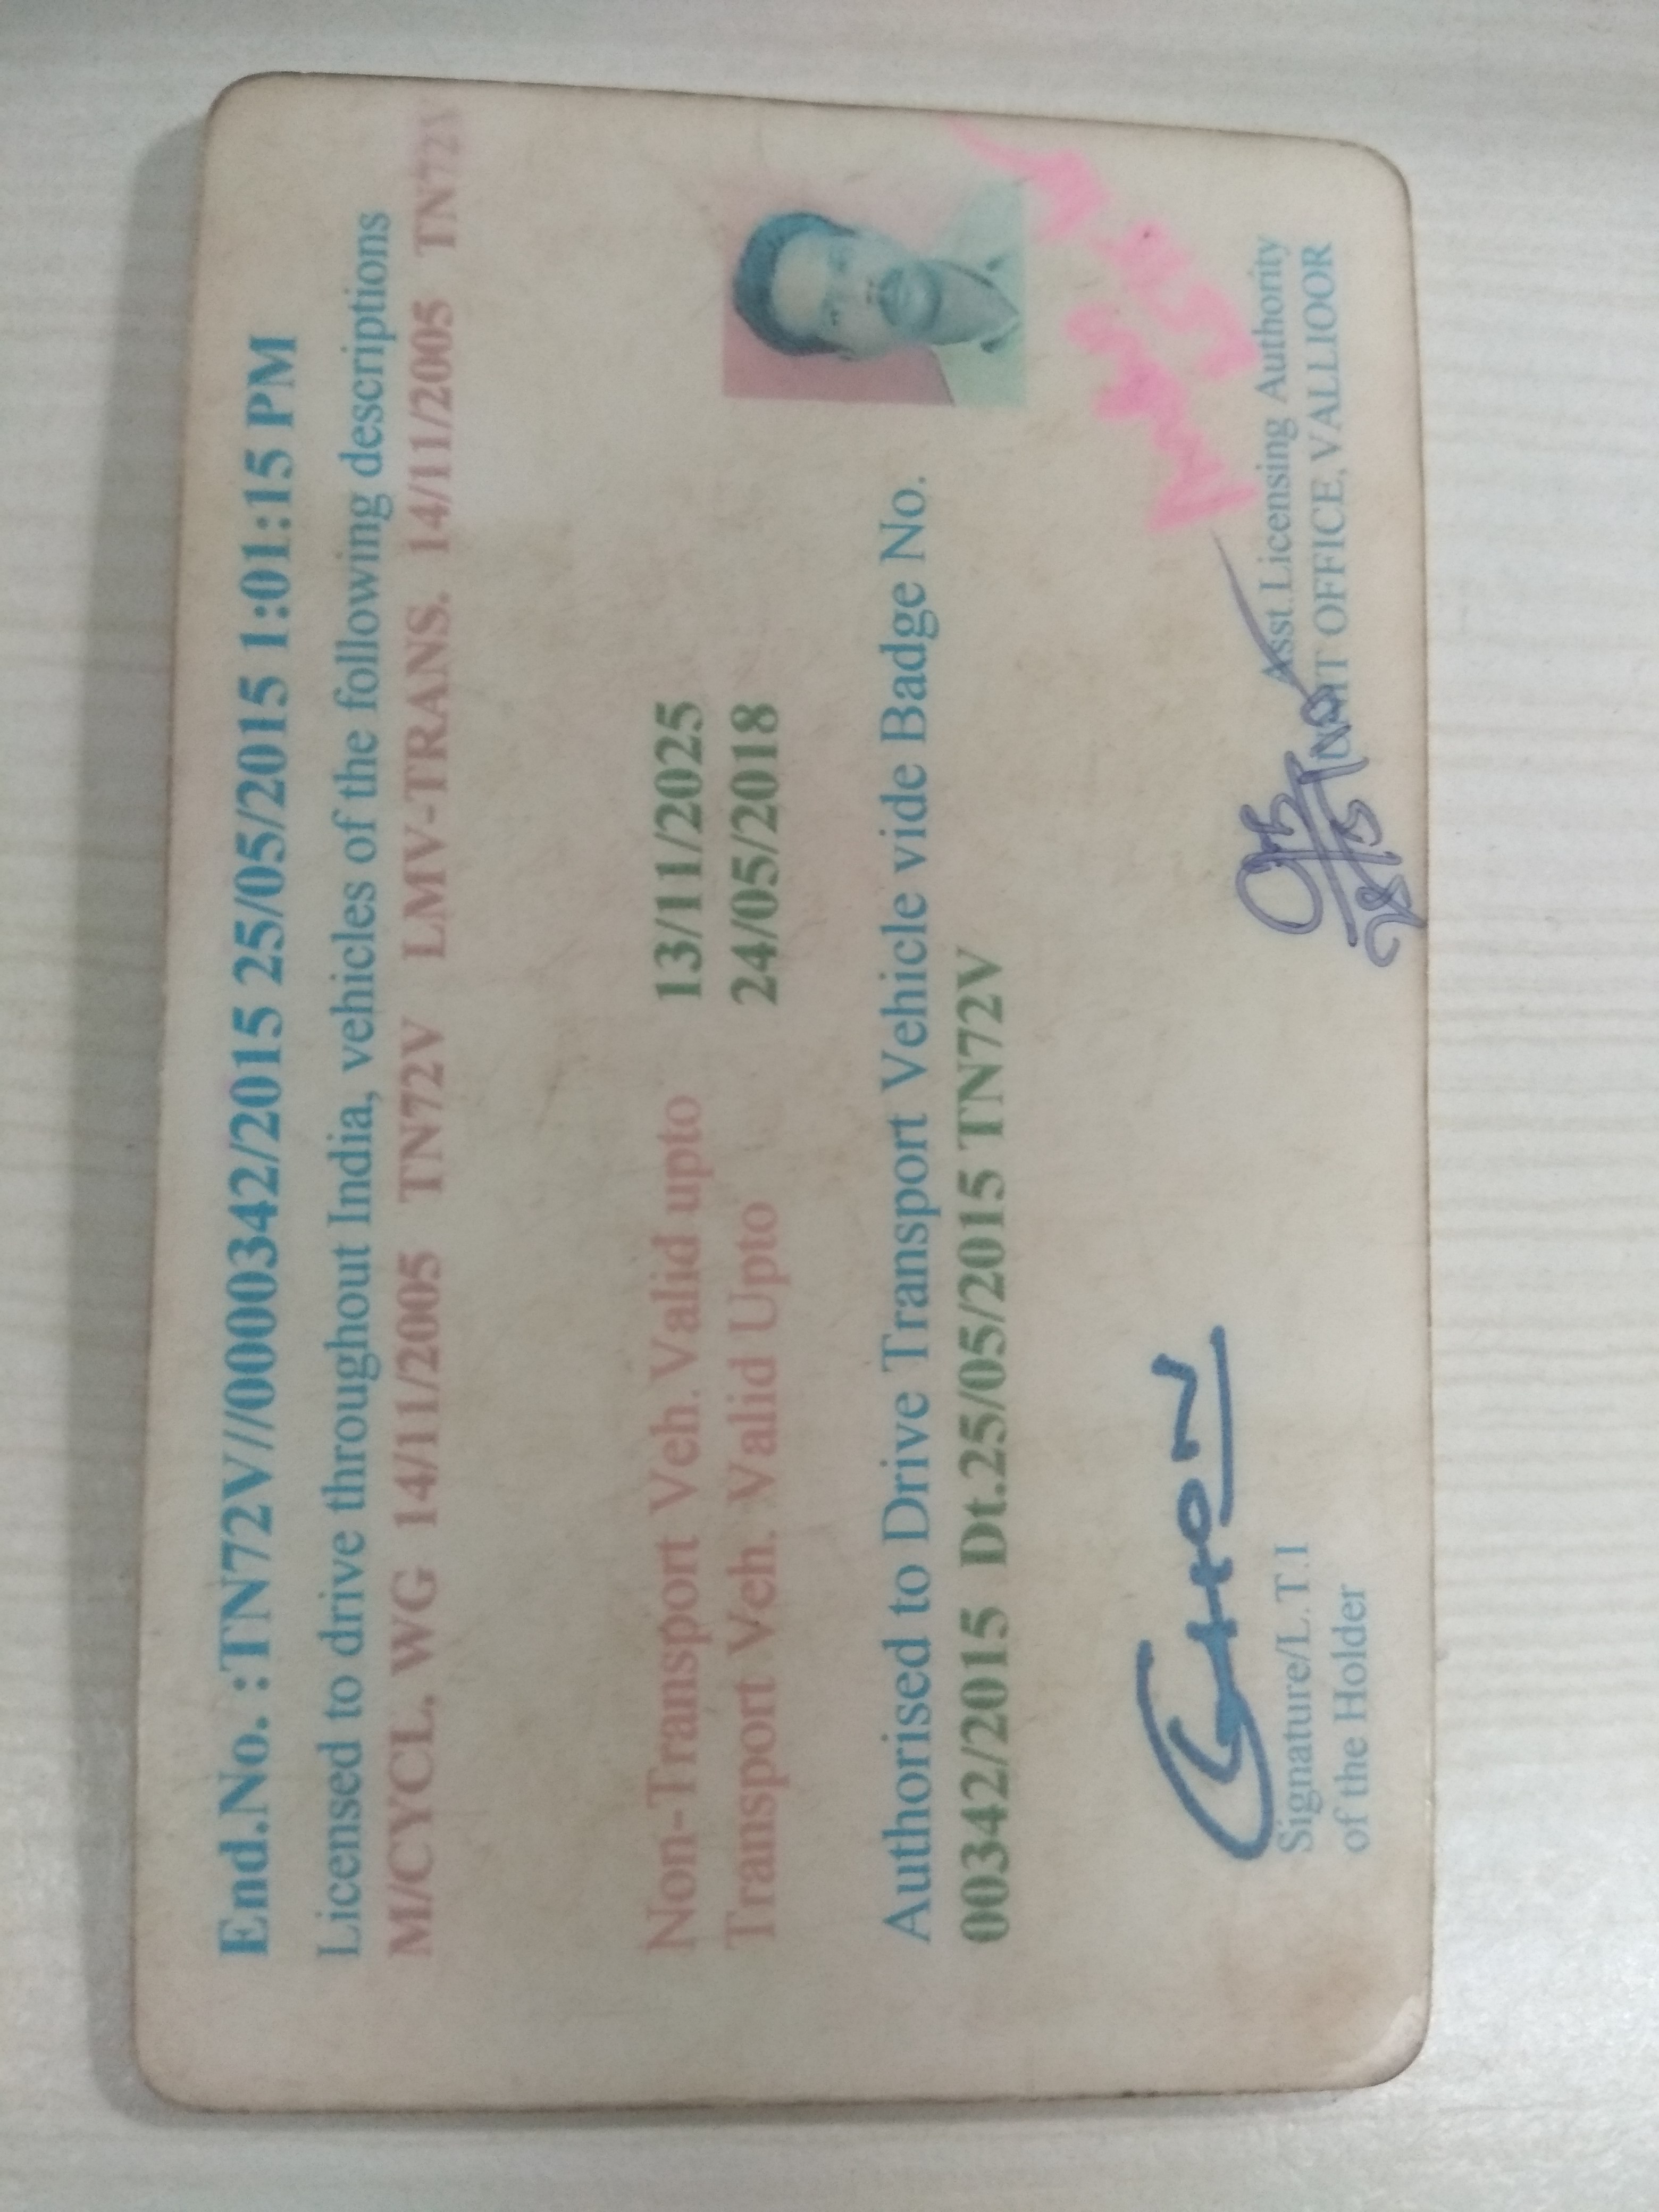 End.No. :TN72V//0000342/2015 25/05/2015 1:01:15 PM
Licensed to drive throughout India, vehicles of the following descriptions
M/CYCL. WG 14/11/2005 TN72V LMV-TRANS. 14/11/2005 TN72V
Non-Transport Veh. Valid upto 13/11/2025
Transport Veh. Valid Upto 24/05/2018
Authorised to Drive Transport Vehicle vide Badge No.
00342/2015 Dt.25/05/2015 TN72V
Signature/L.T.I
of the Holder
Asst Licensing Authority
UNIT OFFICE, VALLIOOR